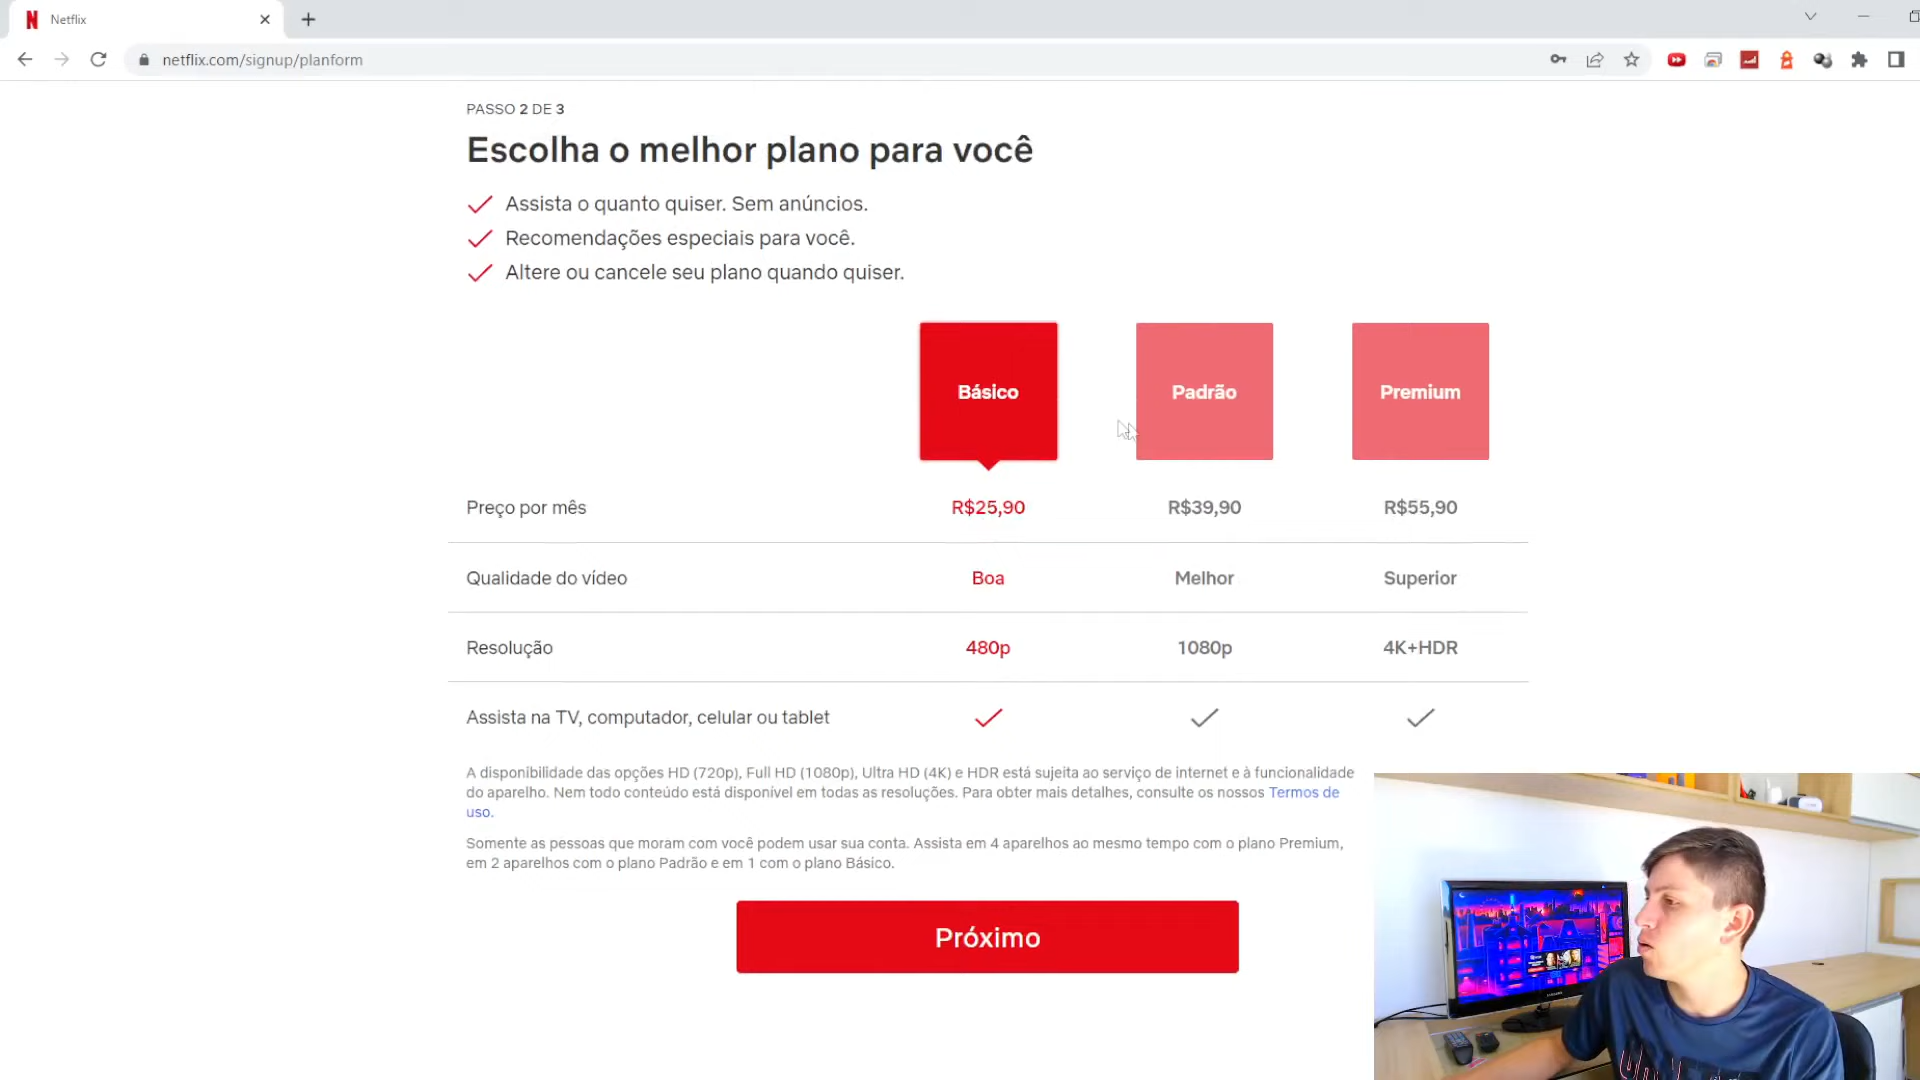 Netflix
netflix.com/signup/planform
PASSO 2 DE 3
Escolha o melhor plano para você
Assista o quanto quiser. Sem anúncios.
Recomendações especiais para você.
Altere ou cancele seu plano quando quiser.
Básico Padrão Premium
Preço por mês R$25,90 R$39,90 R$55,90
Qualidade do vídeo Boa Melhor Superior
Resolução 480p 1080p 4K+HDR
Assista na TV, computador, celular ou tablet
A disponibilidade das opções HD (720p), Full HD (1080p), Ultra HD (4K) e HDR está sujeita ao serviço de internet e à funcionalidade
do aparelho. Nem todo conteúdo está disponível em todas as resoluções. Para obter mais detalhes, consulte os nossos Termos de
uso.
Somente as pessoas que moram com você podem usar sua conta. Assista em 4 aparelhos ao mesmo tempo com o plano Premium,
em 2 aparelhos com o plano Padrão e em 1 com o plano Básico.
Próximo